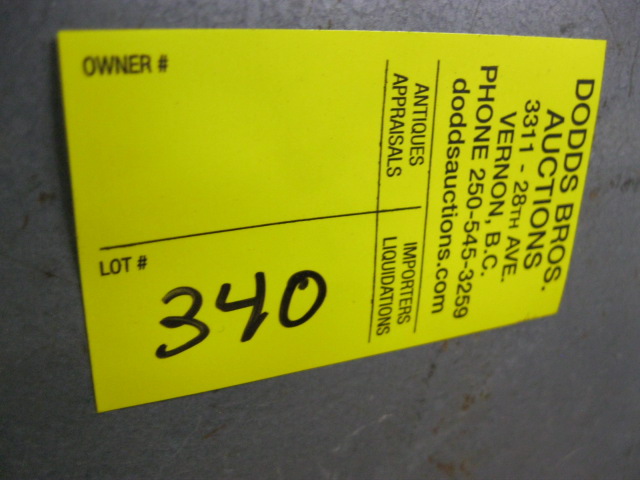 DODDS BROS.
AUCTIONS
3311 - 28TH AVE.
VERNON, B.C.
PHONE 250-545-3259
doddsauctions.com
ANTIQUES IMPORTERS
APPRAISALS LIQUIDATIONS
OWNER #
LOT #
340